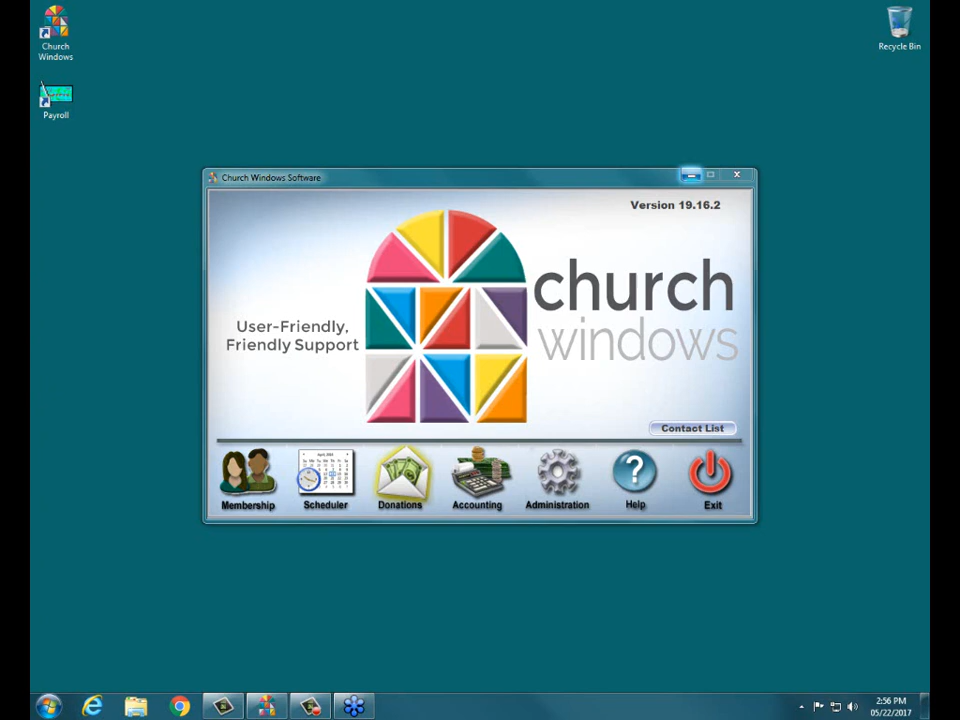 Church
Windows
Payroll
Recycle Bin
Church Windows Software
Version 19.16.2
church
windows
User-Friendly,
Friendly Support
Contact List
Membership
Scheduler
Donations
Accounting
Administration
Help
Exit
2:56 PM
05/22/2017